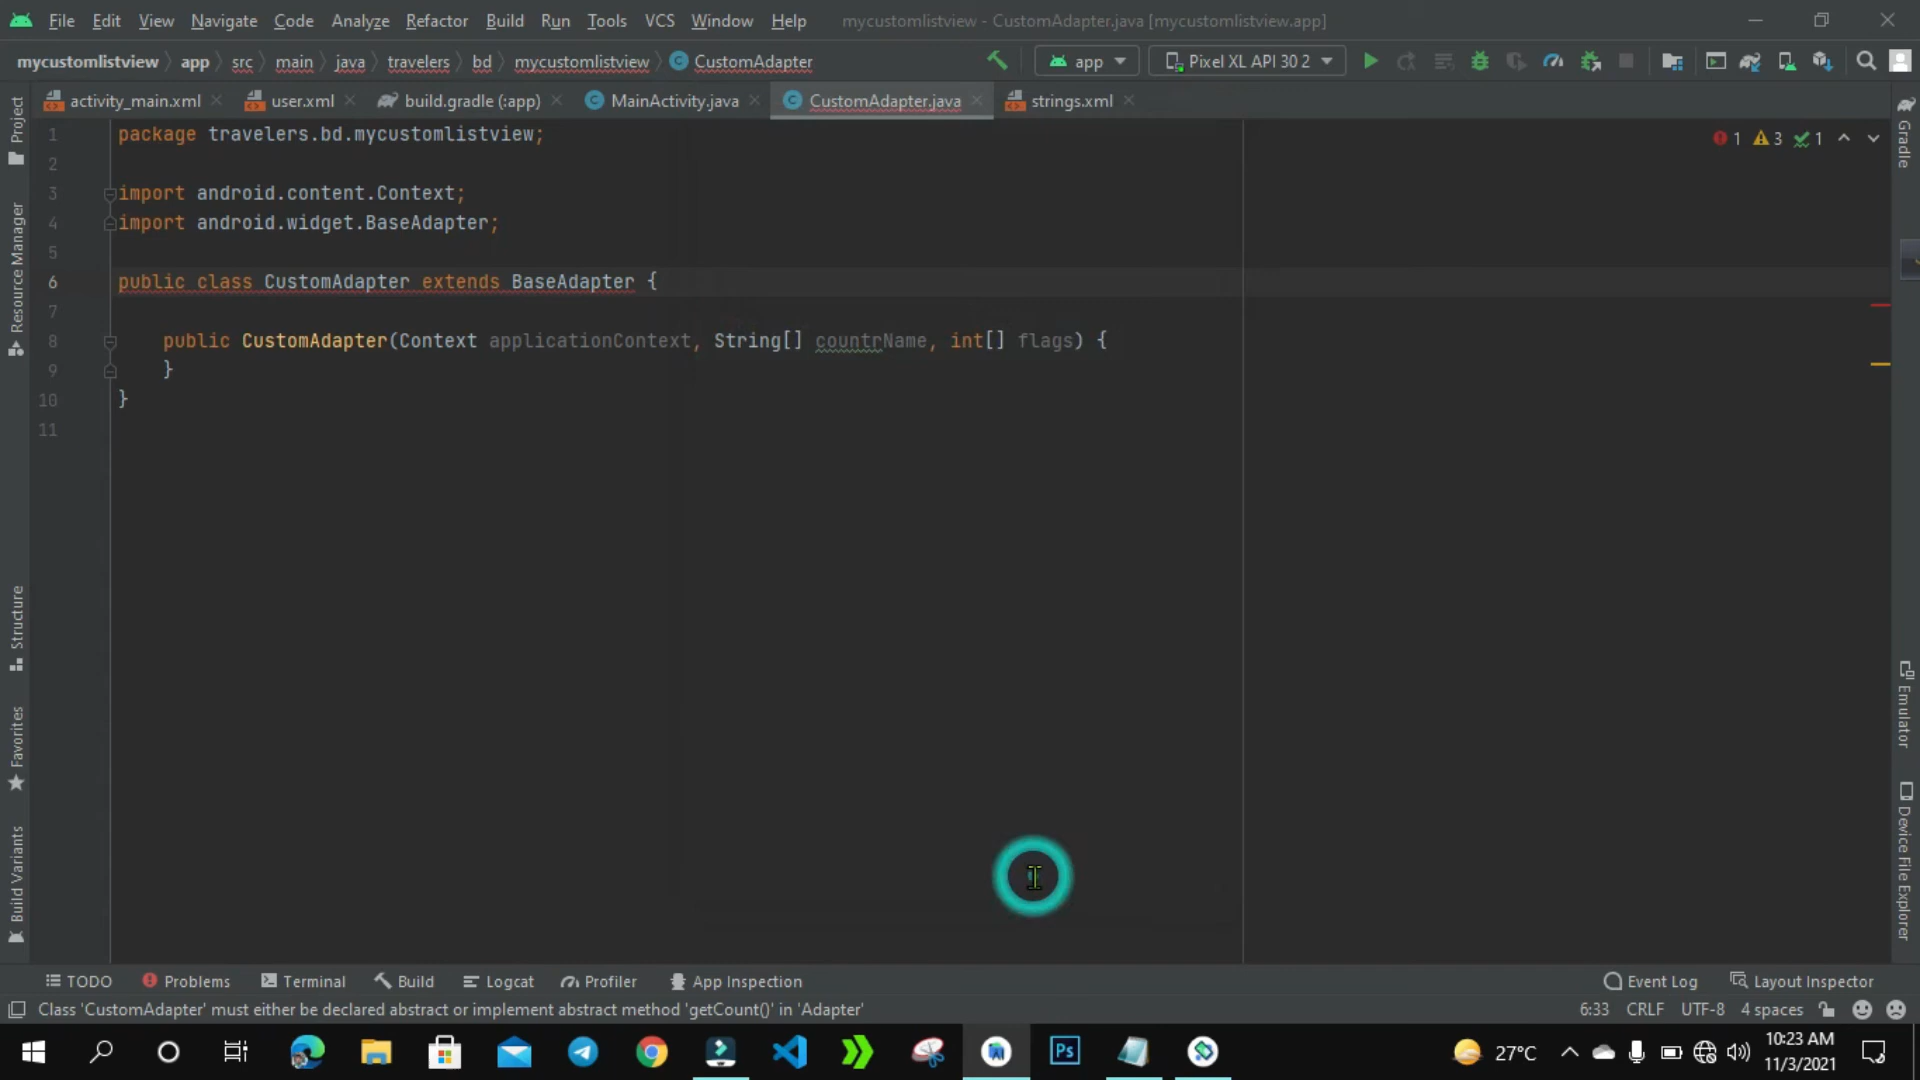 File Edit View Navigate Code Analyze Refactor Build Run Tools VCS Window Help mycustomlistview - CustomAdapter.java [mycustomlistview.app]
mycustomlistview app src main java travelers bd mycustomlistview CustomAdapter app Pixel XL API 30 2
activity_main.xml user.xml build.gradle (:app) MainActivity.java CustomAdapter.java strings.xml
1 package travelers.bd.mycustomlistview; 1 3 1
2
3 import android.content.Context;
4 import android.widget.BaseAdapter;
5
6 public class CustomAdapter extends BaseAdapter {
7
8 public CustomAdapter(Context applicationContext, String[] countrName, int[] flags) {
9 }
10 }
11
Project
Resource Manager
Structure
Favorites
Build Variants
Gradle
Emulator
Device File Explorer
TODO Problems Terminal Build Logcat Profiler App Inspection Event Log Layout Inspector
Class 'CustomAdapter' must either be declared abstract or implement abstract method 'getCount()' in 'Adapter' 6:33 CRLF UTF-8 4 spaces
Ps 27°C 10:23 AM
11/3/2021